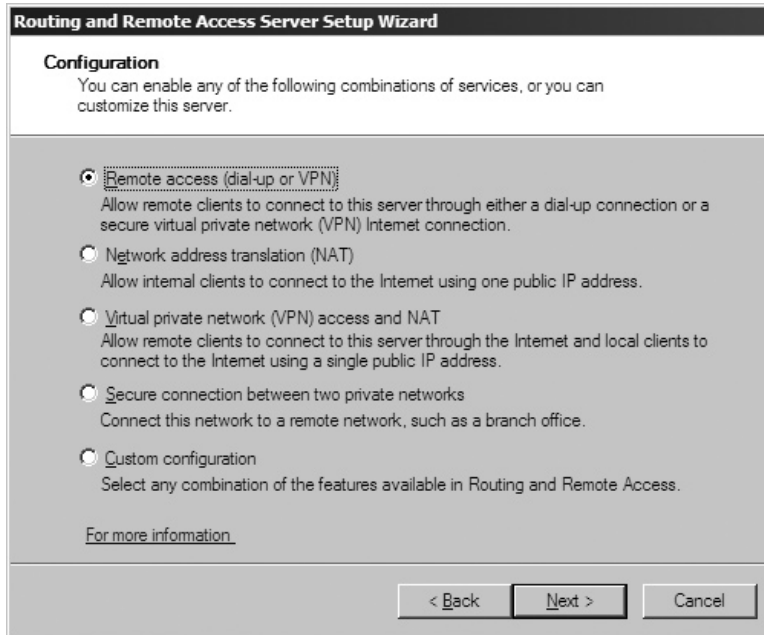 Routing and Remote Access Server Setup Wizard
Configuration
You can enable any of the following combinations of services, or you can
customize this server.
Remote access (dial-up or VPN)
Allow remote clients to connect to this server through either a dial-up connection or a
secure virtual private network (VPN) Internet connection.
Network address translation (NAT)
Allow internal clients to connect to the Internet using one public IP address.
Virtual private network (VPN) access and NAT
Allow remote clients to connect to this server through the Internet and local clients to
connect to the Internet using a single public IP address.
Secure connection between two private networks
Connect this network to a remote network, such as a branch office.
Custom configuration
Select any combination of the features available in Routing and Remote Access.
For more information
< Back Next > Cancel